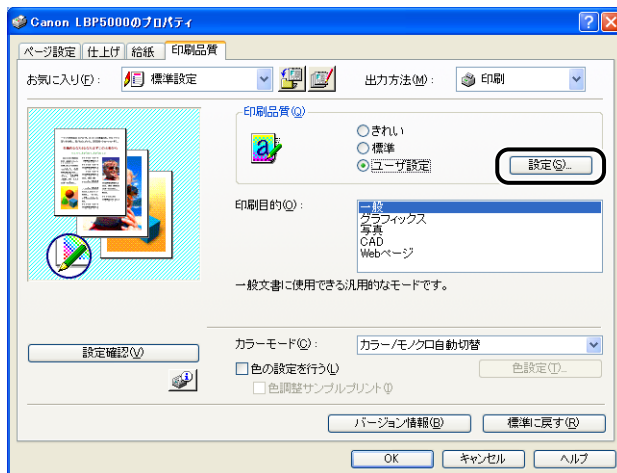 Canon LBP5000のプロパティ
ページ設定 仕上げ 給紙 印刷品質
お気に入り(F): 標準設定 出力方法(M): 印刷
印刷品質(Q)
きれい
標準
ユーザ設定 設定(S)...
印刷目的(O):
一般
グラフィックス
写真
CAD
Webページ
一般文書に使用できる汎用的なモードです。
設定確認(V)
カラーモード(C): カラー/モノクロ自動切替
色の設定を行う(L) 色設定(T)...
色調整サンプルプリント(I)
バージョン情報(B) 標準に戻す(R)
OK キャンセル ヘルプ